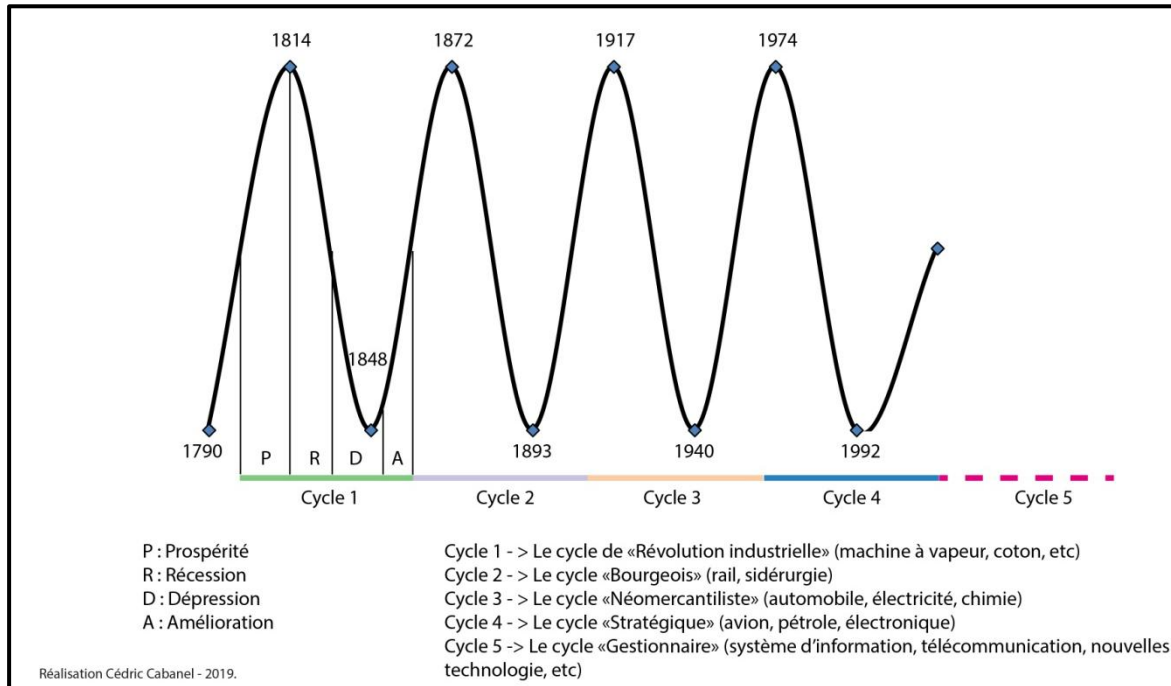 1814
1872
1917
1974
1848
1790
1893
1940
1992
P
R
D
A
Cycle 1
Cycle 2
Cycle 3
Cycle 4
Cycle 5
P : Prospérité
R : Récession
D : Dépression
A : Amélioration
Cycle 1 - > Le cycle de «Révolution industrielle» (machine à vapeur, coton, etc)
Cycle 2 - > Le cycle «Bourgeois» (rail, sidérurgie)
Cycle 3 - > Le cycle «Néomercantiliste» (automobile, électricité, chimie)
Cycle 4 - > Le cycle «Stratégique» (avion, pétrole, électronique)
Cycle 5 -> Le cycle «Gestionnaire» (système d’information, télécommunication, nouvelles
technologie, etc)
Réalisation Cédric Cabanel - 2019.